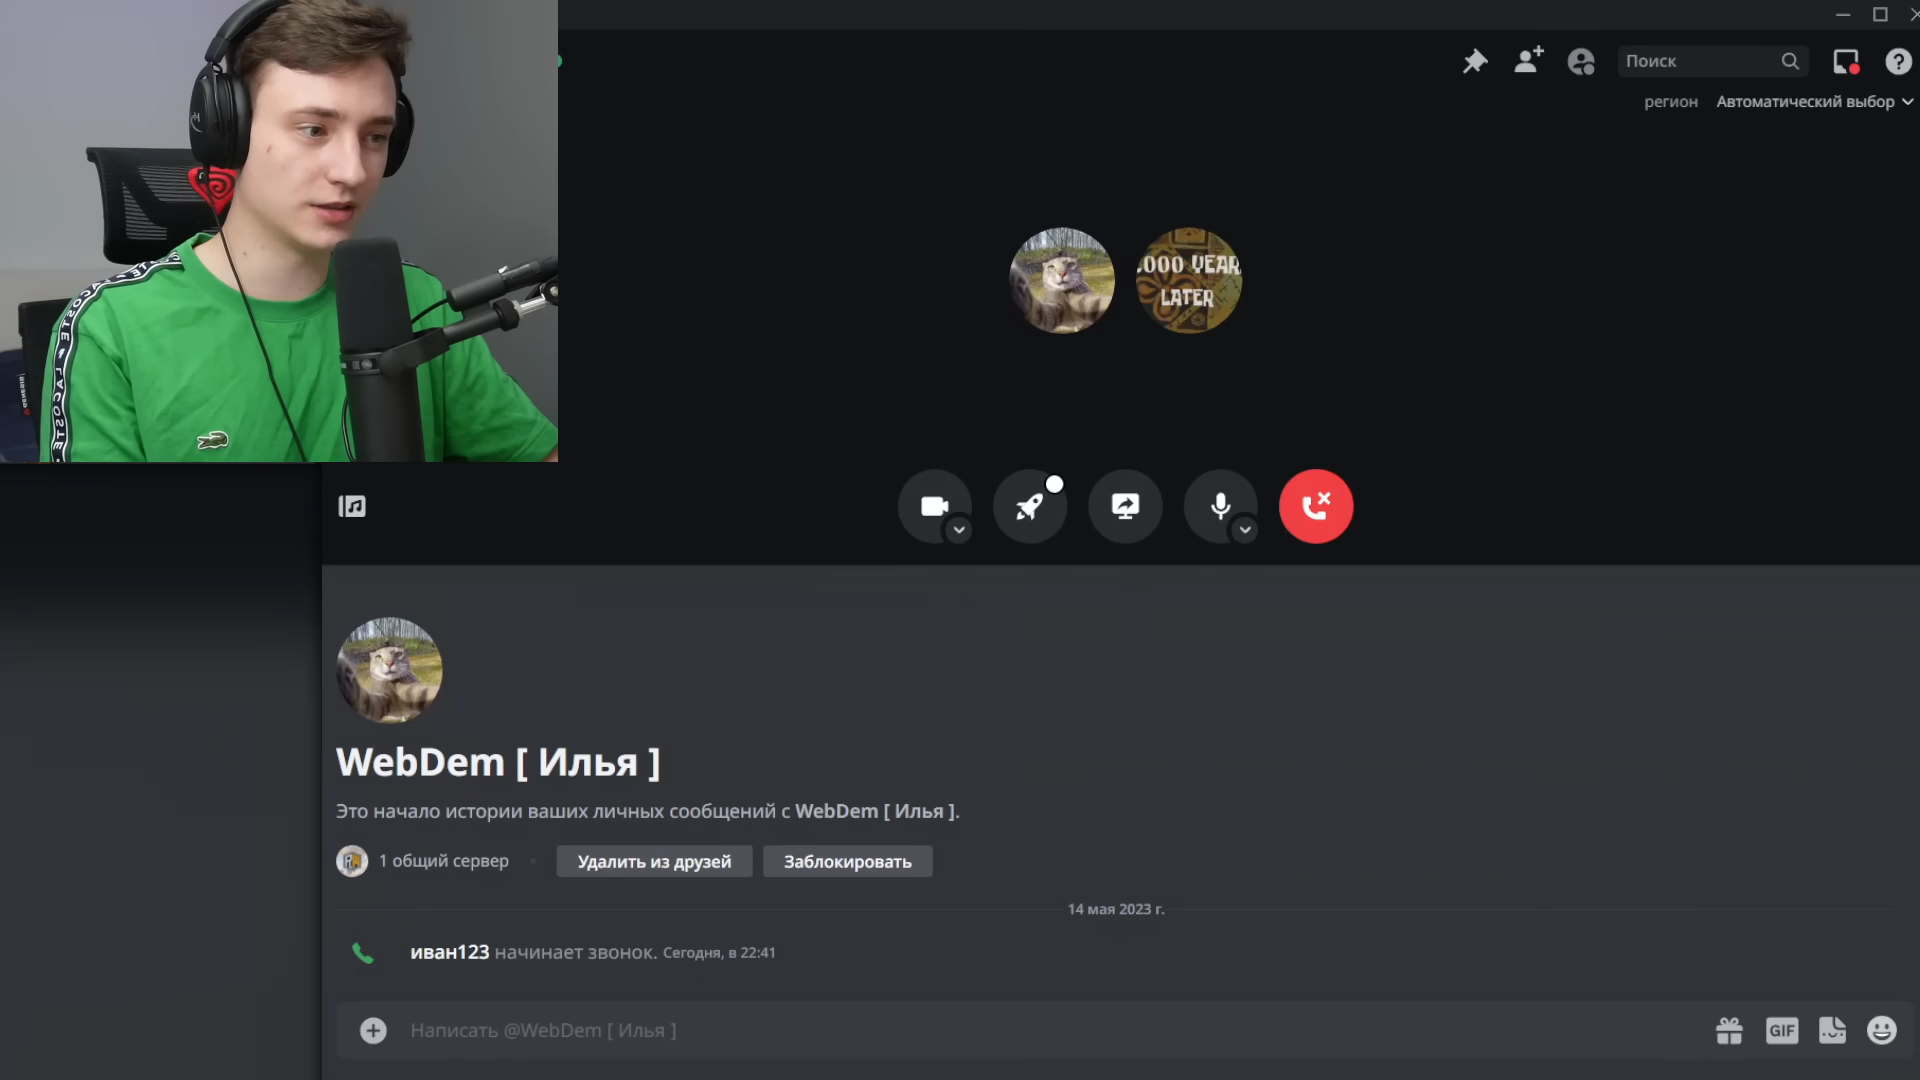 Поиск
регион Автоматический выбор
000 YEAR
LATER
LACOSTE
GIF
WebDem [ Илья ]
Это начало истории ваших личных сообщений с WebDem [ Илья ].
1 общий сервер
Удалить из друзей
Заблокировать
14 мая 2023 г.
иван123 начинает звонок. Сегодня, в 22:41
Написать @WebDem [ Илья ]